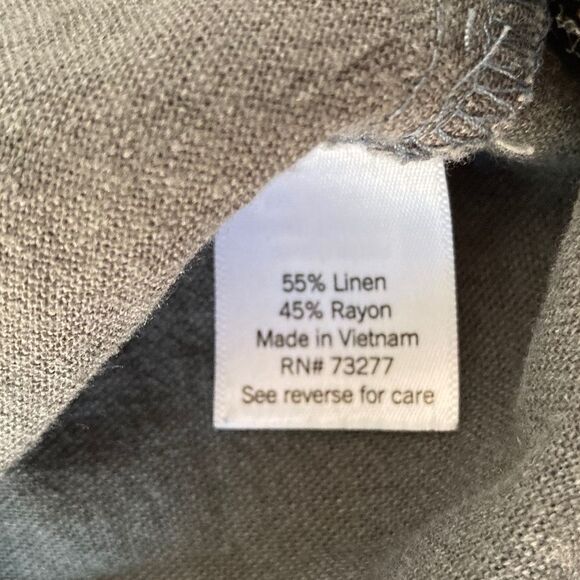 55% Linen
45% Rayon
Made in Vietnam
RN# 73277
See reverse for care